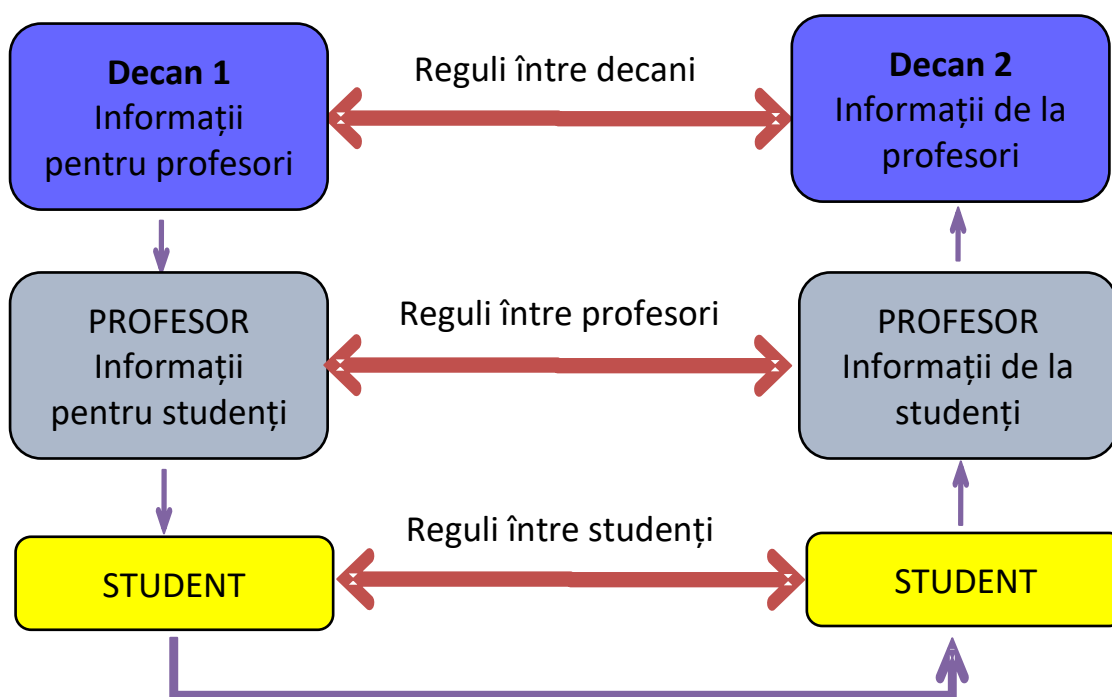 Decan 1
Informații
pentru profesori
Reguli între decani
Decan 2
Informații de la
profesori
PROFESOR
Informații
pentru studenți
Reguli între profesori
PROFESOR
Informații de la
studenți
STUDENT
Reguli între studenți
STUDENT